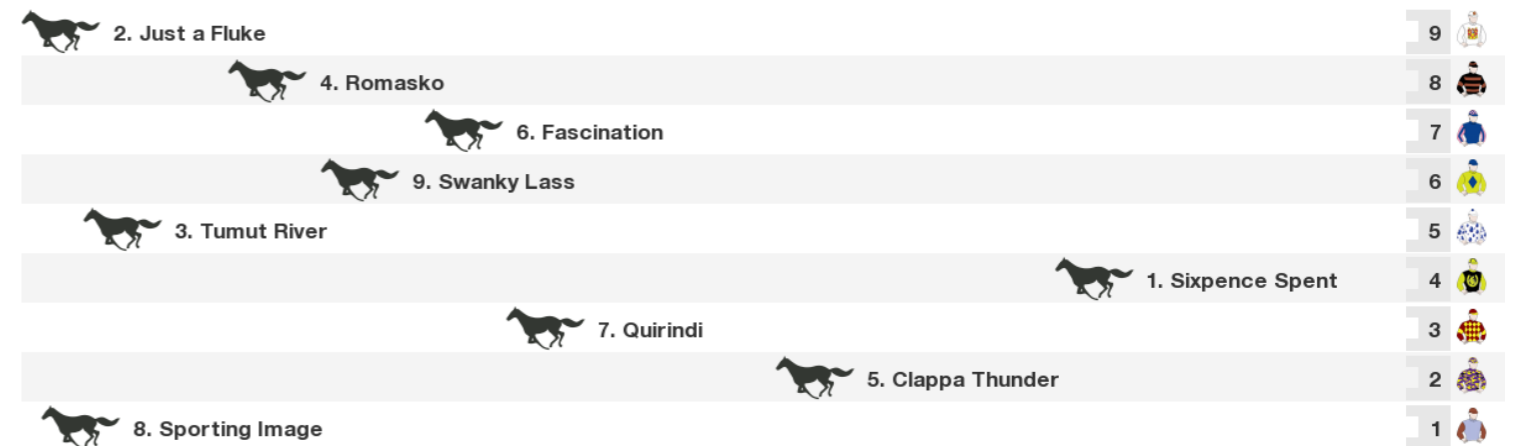 2. Just a Fluke 9
4. Romasko 8
6. Fascination 7
9. Swanky Lass 6
3. Tumut River 5
1. Sixpence Spent 4
7. Quirindi 3
5. Clappa Thunder 2
8. Sporting Image 1